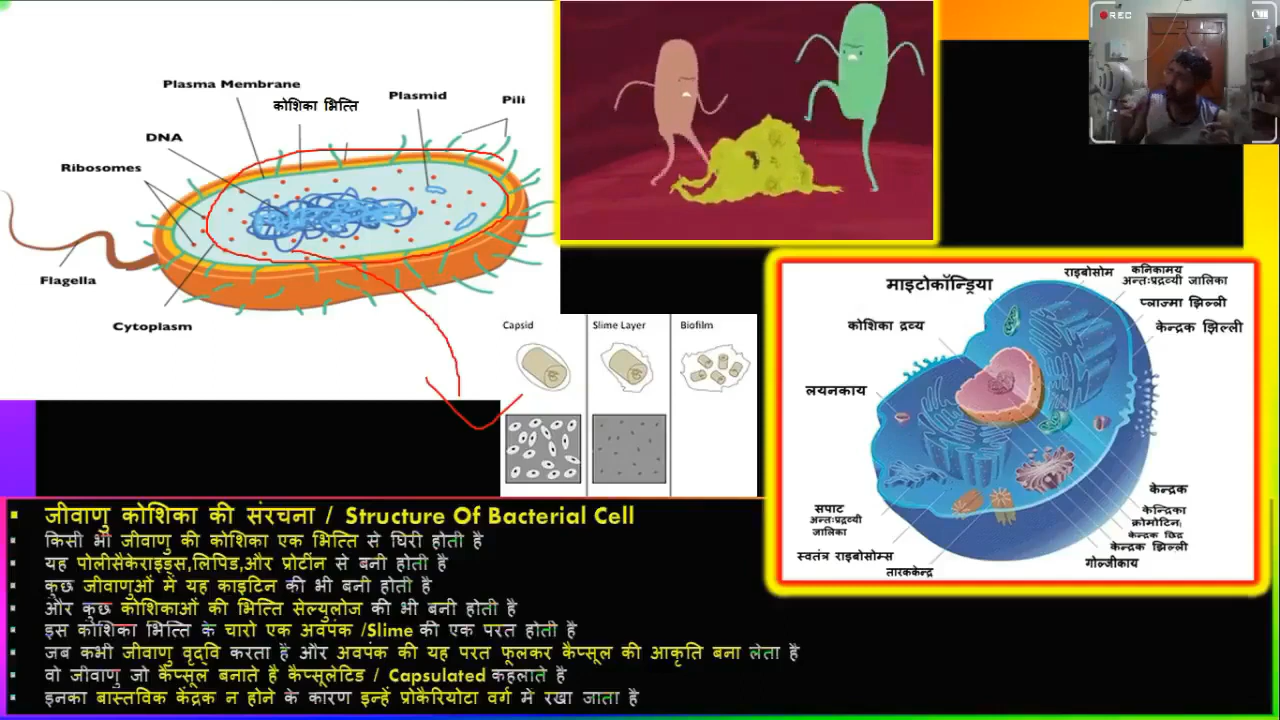 Plasma Membrane
कोशिका भित्ति
Plasmid
Pili
DNA
Ribosomes
Flagella
Cytoplasm
REC
Capsid
Slime Layer
Biofilm
माइटोकॉन्ड्रिया
राइबोसोम
कनिकामय
अन्तःप्रद्रव्यी जालिका
प्लाज्मा झिल्ली
कोशिका द्रव्य
केन्द्रक झिल्ली
लयनकाय
केन्द्रक
सपाट
अन्तःप्रद्रव्यी
जालिका
केन्द्रिका
क्रोमोटिन;
केन्द्रक छिद्र
केन्द्रक झिल्ली
स्वतंत्र राइबोसोम्स
गोल्जीकाय
तारककेन्द्र
जीवाणु कोशिका की संरचना / Structure Of Bacterial Cell
किसी भी जीवाणु की कोशिका एक भित्ति से घिरी होती है
यह पोलीसैकराइड्स,लिपिड,और प्रोटीन से बनी होती है
कुछ जीवाणुओं में यह काइटिन की भी बनी होती है
और कुछ कोशिकाओं की भित्ति सेल्युलोज की भी बनी होती है
इस कोशिका भित्ति के चारो एक अवपंक /Slime की एक परत होती है
जब कभी जीवाणु वृद्वि करता है और अवपंक की यह परत फूलकर कैप्सूल की आकृति बना लेता है
वो जीवाणु जो कैप्सूल बनाते है कैप्सूलेटिड / Capsulated कहलाते है
इनका बास्तविक केंद्रक न होने के कारण इन्हें प्रोकैरियोटा वर्ग में रखा जाता है